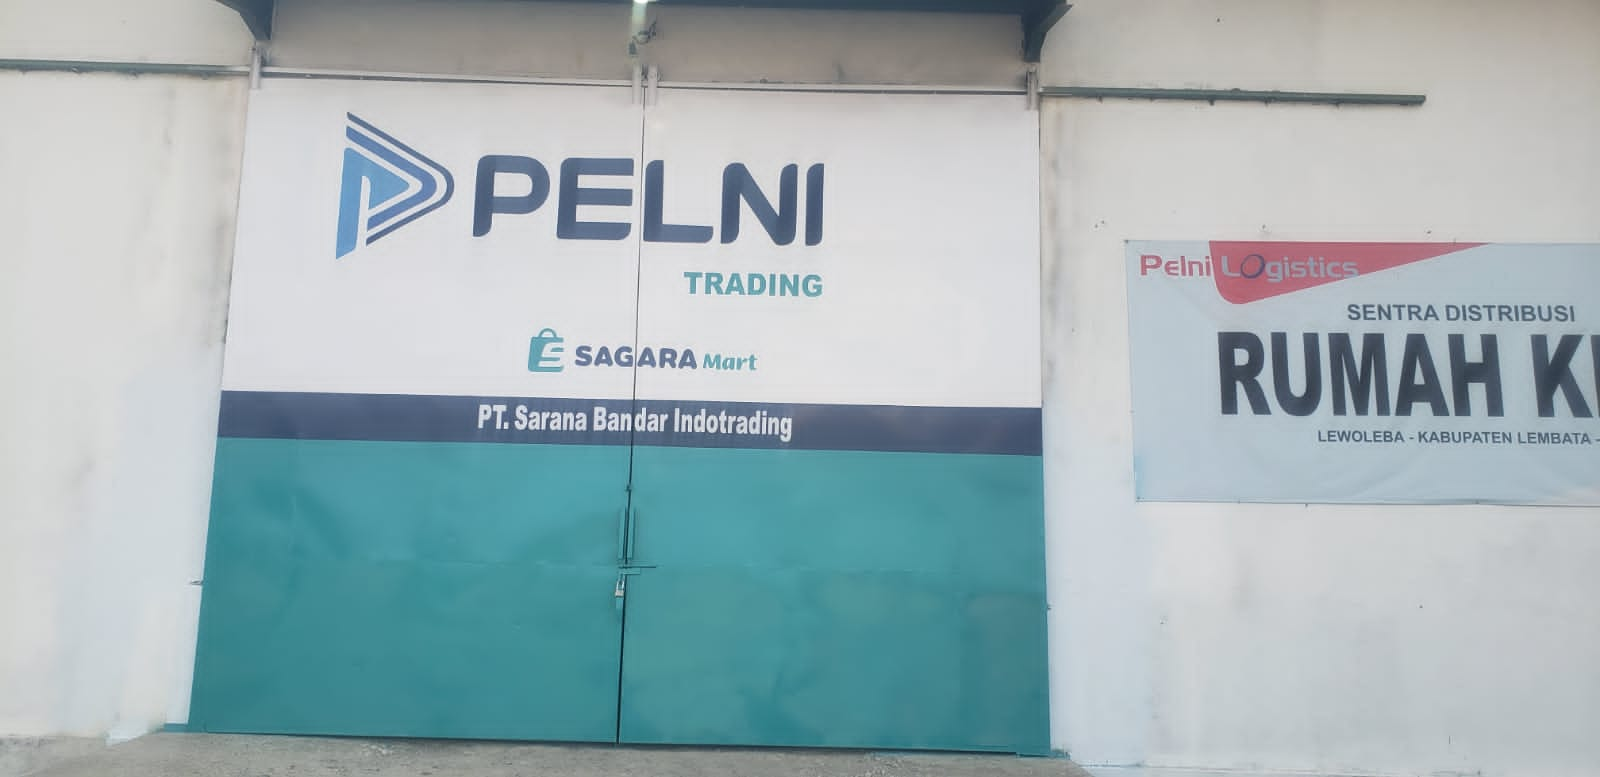 PELNI
TRADING
SAGARA Mart
PT. Sarana Bandar Indotrading
Pelni Logistics
SENTRA DISTRIBUSI
RUMAH
LEWOLEBA - KABUPATEN LEMBATA -